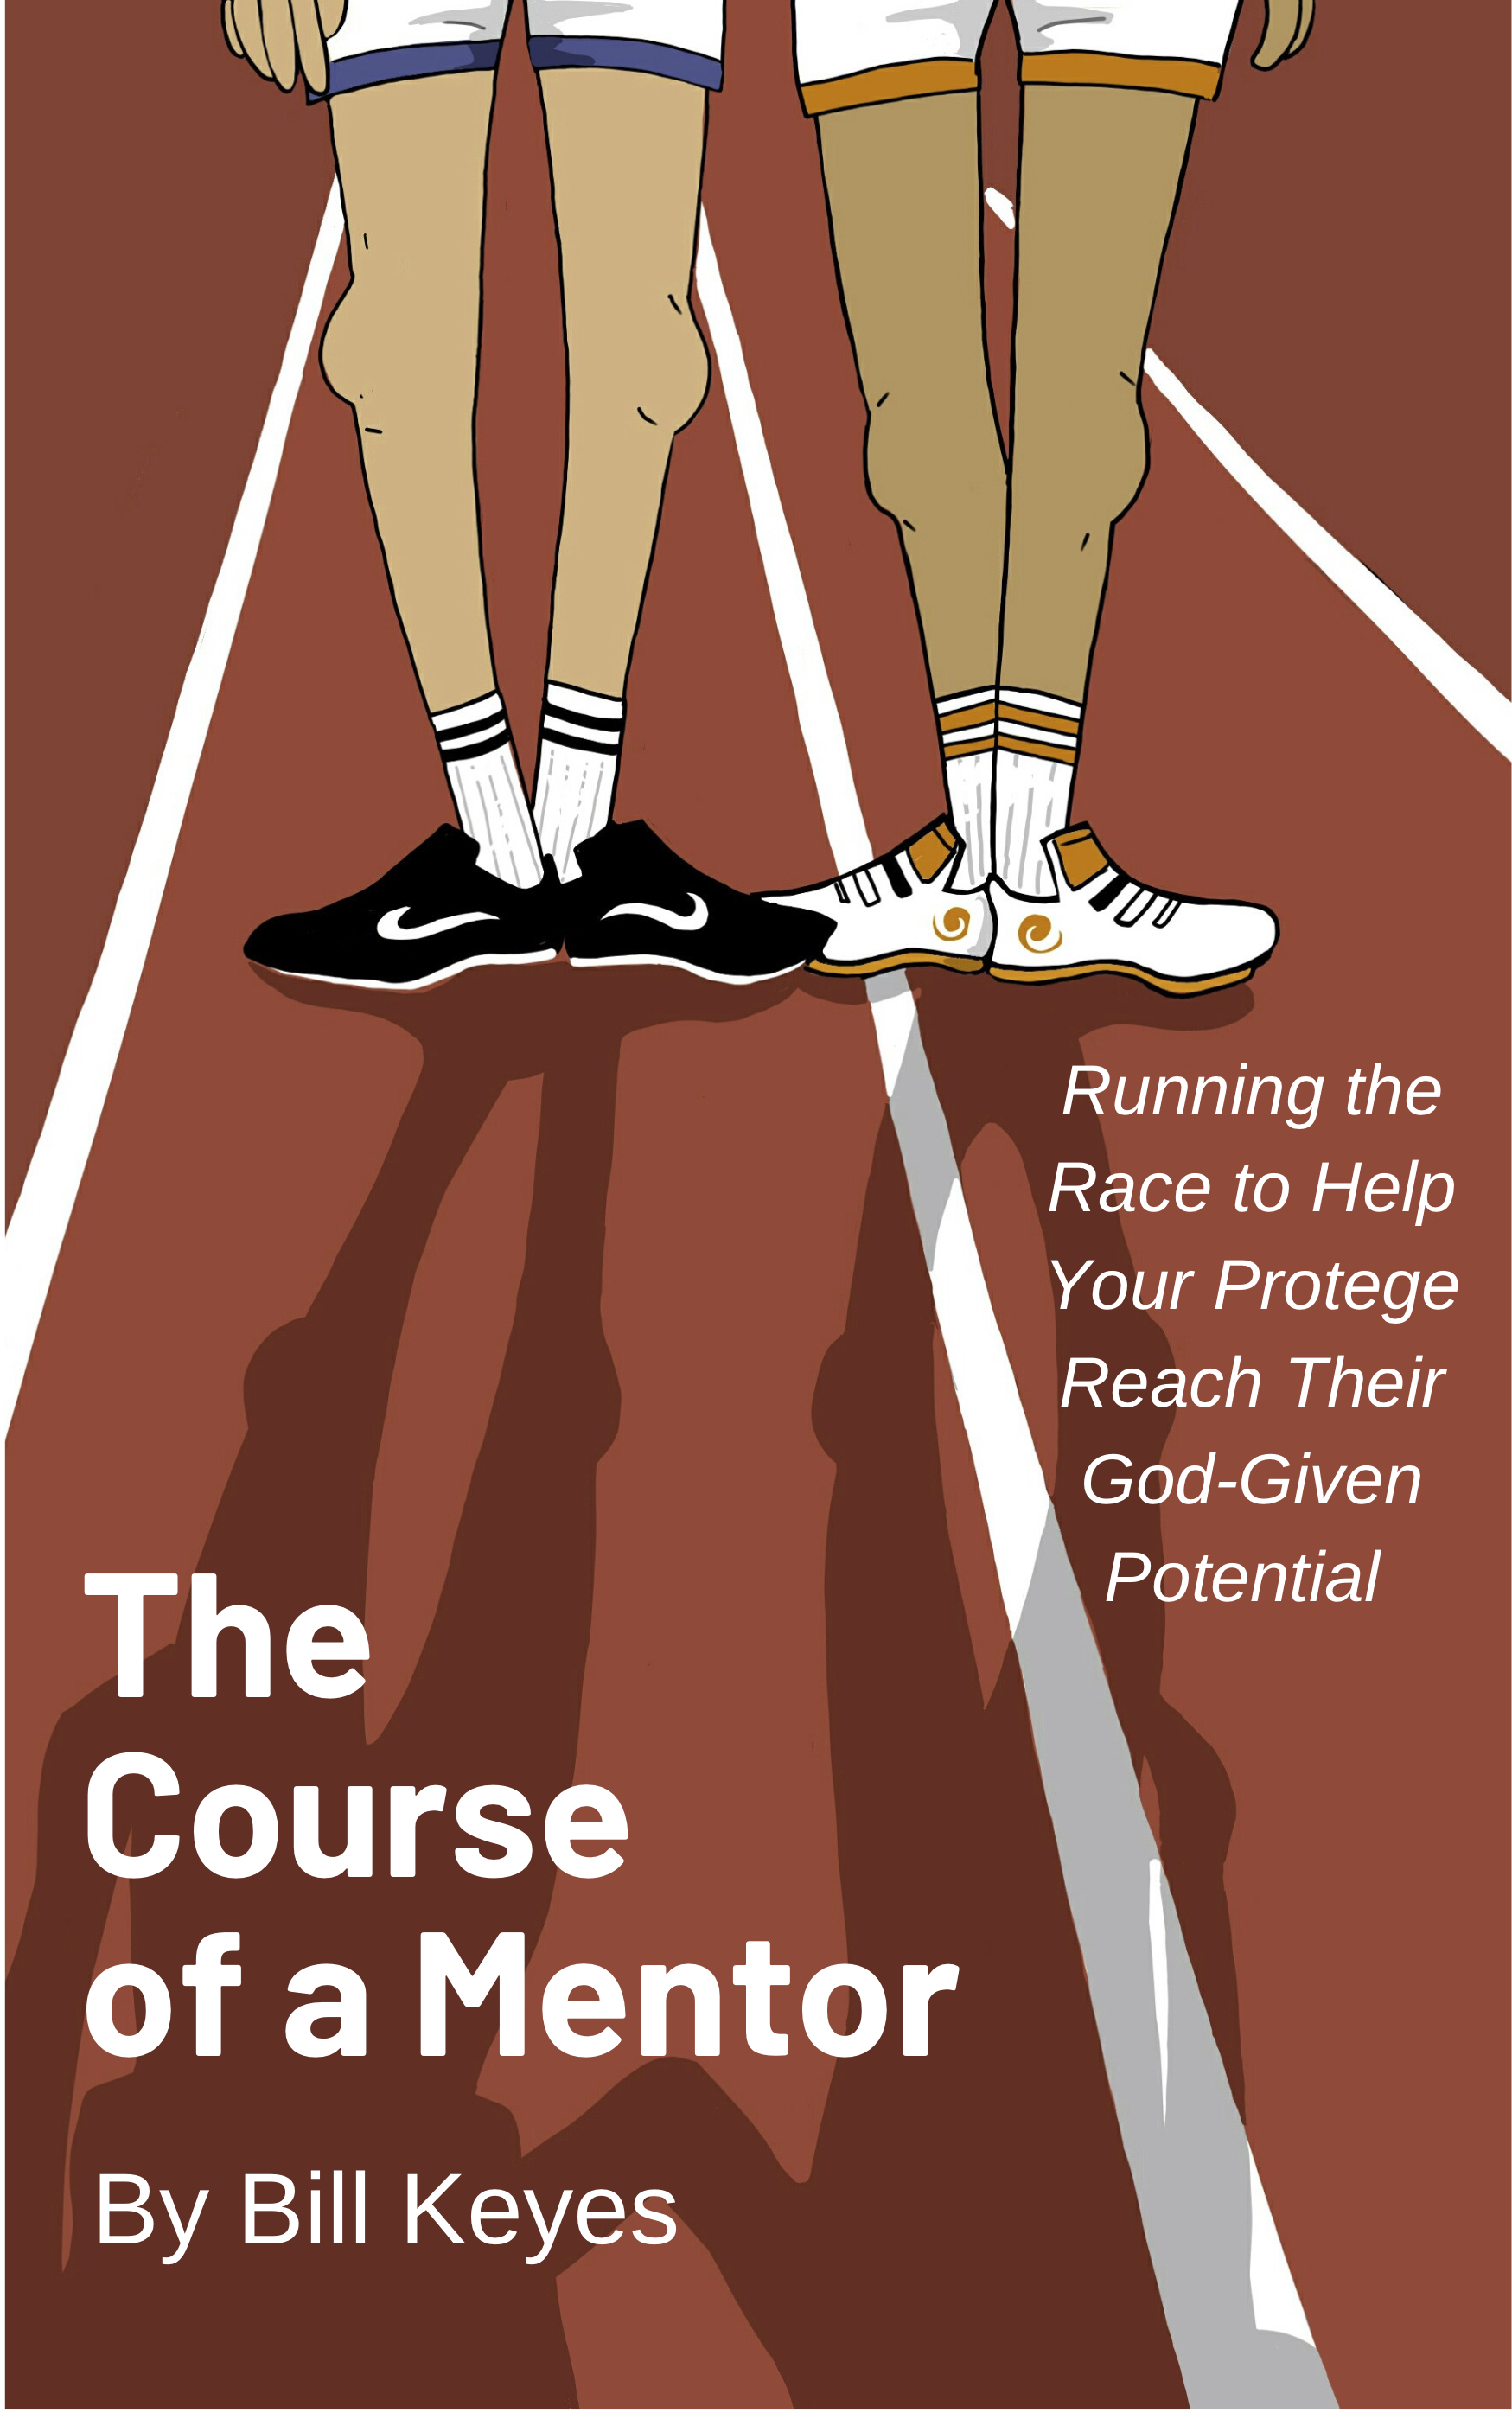 Running the
Race to Help
Your Protege
Reach Their
God-Given
Potential
The
Course
of a Mentor
By Bill Keyes